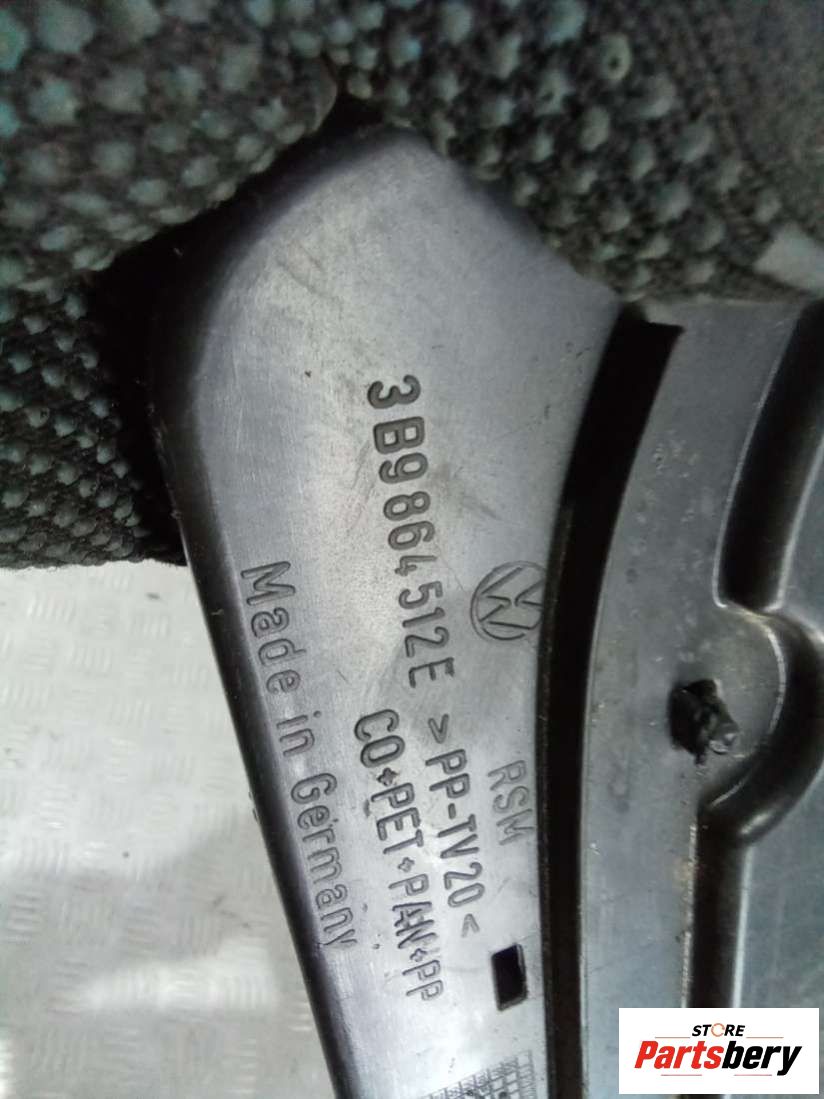 3B9864512E
>PP-TV20<
CO+PET+PAN+PP
RSM
Made in Germany
STORE
Partsbery